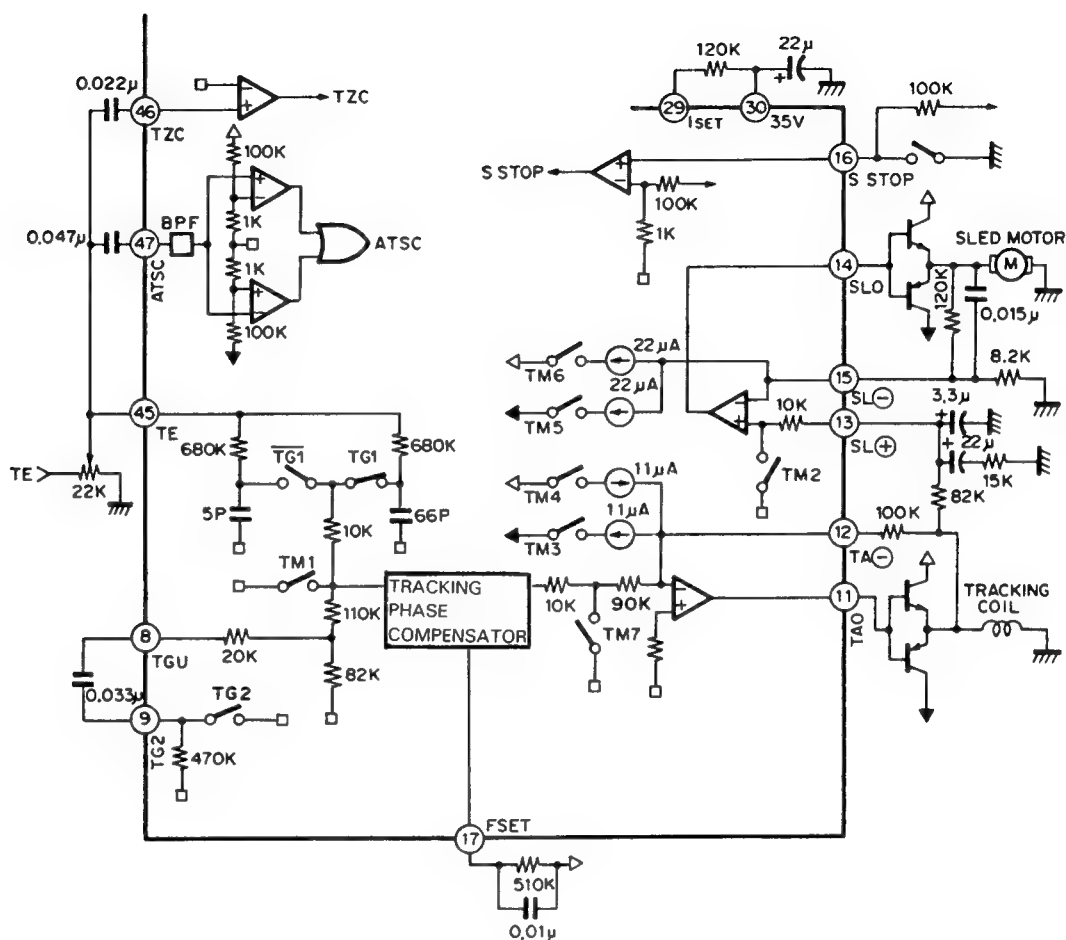 0.022μ
46
TZC
TZC
100K
1K
1K
100K
0.047μ
47
BPF
ATSC
ATSC
120K
22μ
29
ISET
30
35V
100K
16
S STOP
S STOP
100K
1K
14
SLO
SLED MOTOR
M
120K
0.015μ
22μA
TM6
22μA
TM5
15
SL⊖
8.2K
3.3μ
10K
13
SL⊕
22μ
15K
82K
TM2
45
TE
680K
TG1
TG1
680K
TE
22K
5P
66P
10K
11μA
TM4
11μA
TM3
12
TA⊖
100K
TM1
TRACKING
PHASE
COMPENSATOR
10K
90K
TM7
11
TAO
TRACKING
COIL
110K
8
TGU
20K
82K
0.033μ
9
TG2
TG2
470K
17
FSET
510K
0.01μ